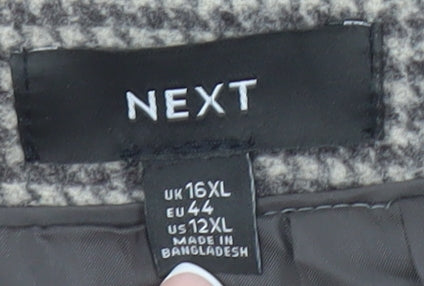 NEXT
UK 16XL
EU 44
US 12XL
MADE IN
BANGLADESH